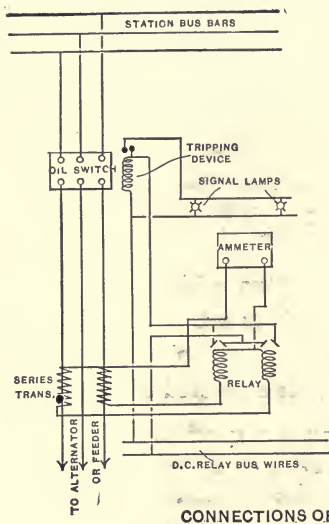 STATION BUS BARS
OIL SWITCH
TRIPPING
DEVICE
SIGNAL LAMPS
AMMETER
RELAY
SERIES
TRANS.
TO ALTERNATOR
OR FEEDER
D.C. RELAY BUS WIRES
CONNECTIONS OF